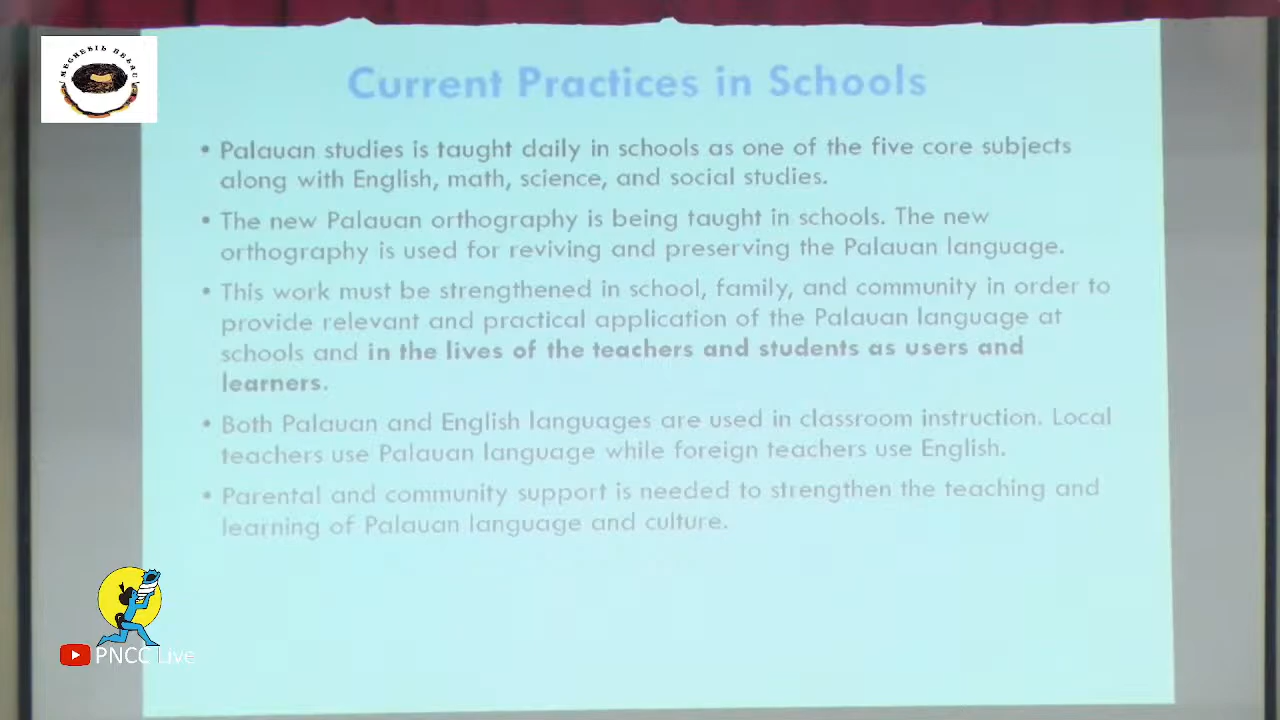 Current Practices in Schools
• Palauan studies is taught daily in schools as one of the five core subjects
along with English, math, science, and social studies.
• The new Palauan orthography is being taught in schools. The new
orthography is used for reviving and preserving the Palauan language.
• This work must be strengthened in school, family, and community in order to
provide relevant and practical application of the Palauan language at
schools and in the lives of the teachers and students as users and
learners.
• Both Palauan and English languages are used in classroom instruction. Local
teachers use Palauan language while foreign teachers use English.
• Parental and community support is needed to strengthen the teaching and
learning of Palauan language and culture.
PNCC Live